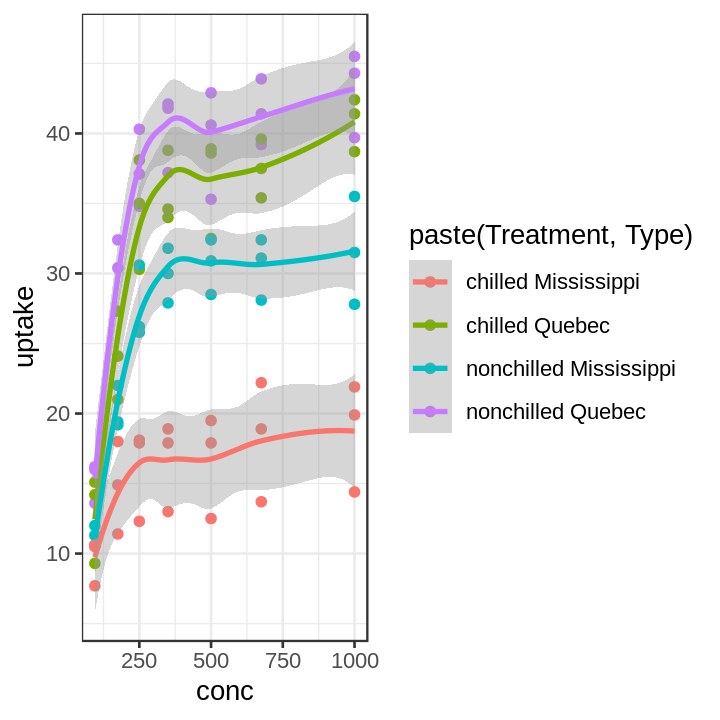 40
30
20
10
uptake
250 500 750 1000
conc
paste(Treatment, Type)
chilled Mississippi
chilled Quebec
nonchilled Mississippi
nonchilled Quebec